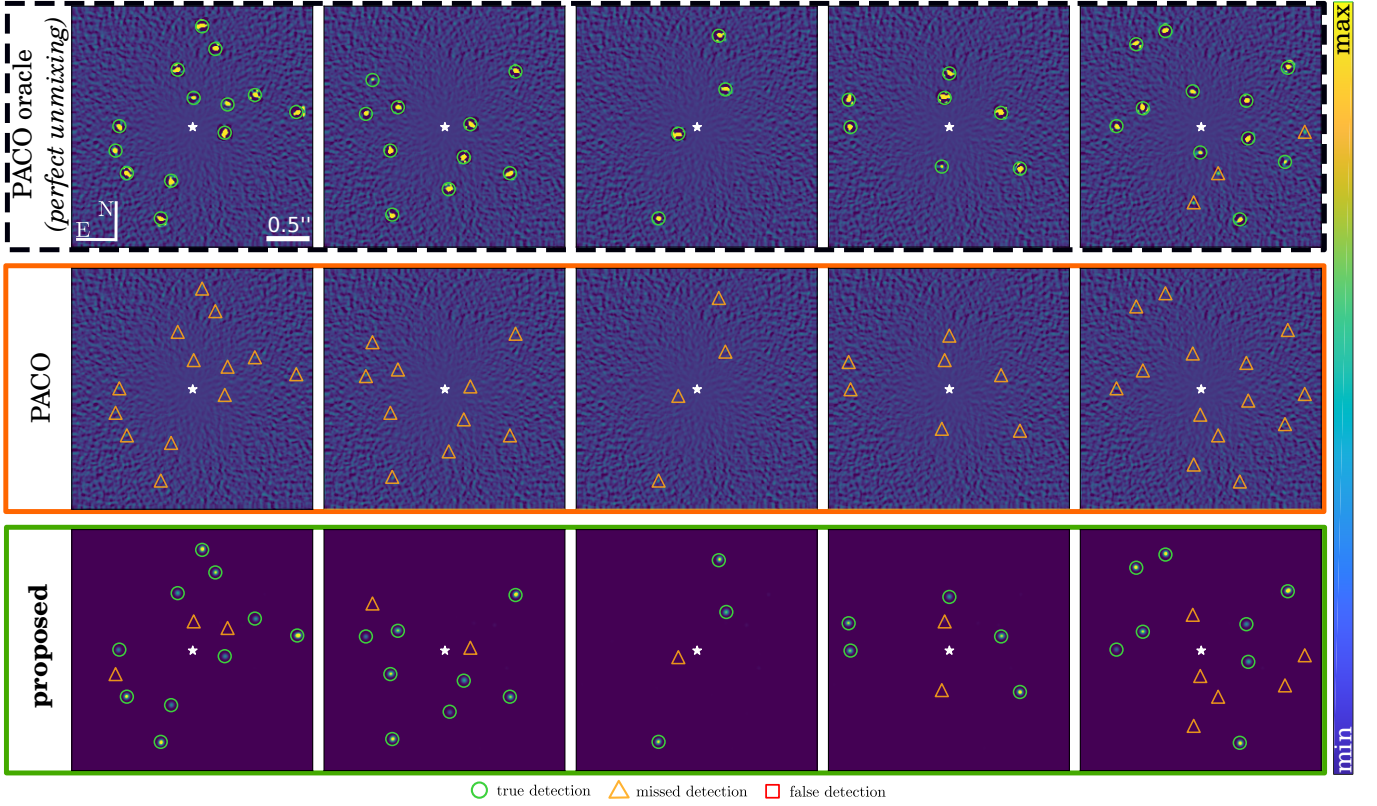 PACO oracle
(perfect unmixing)
N
E
0.5"
max
PACO
proposed
min
true detection missed detection false detection